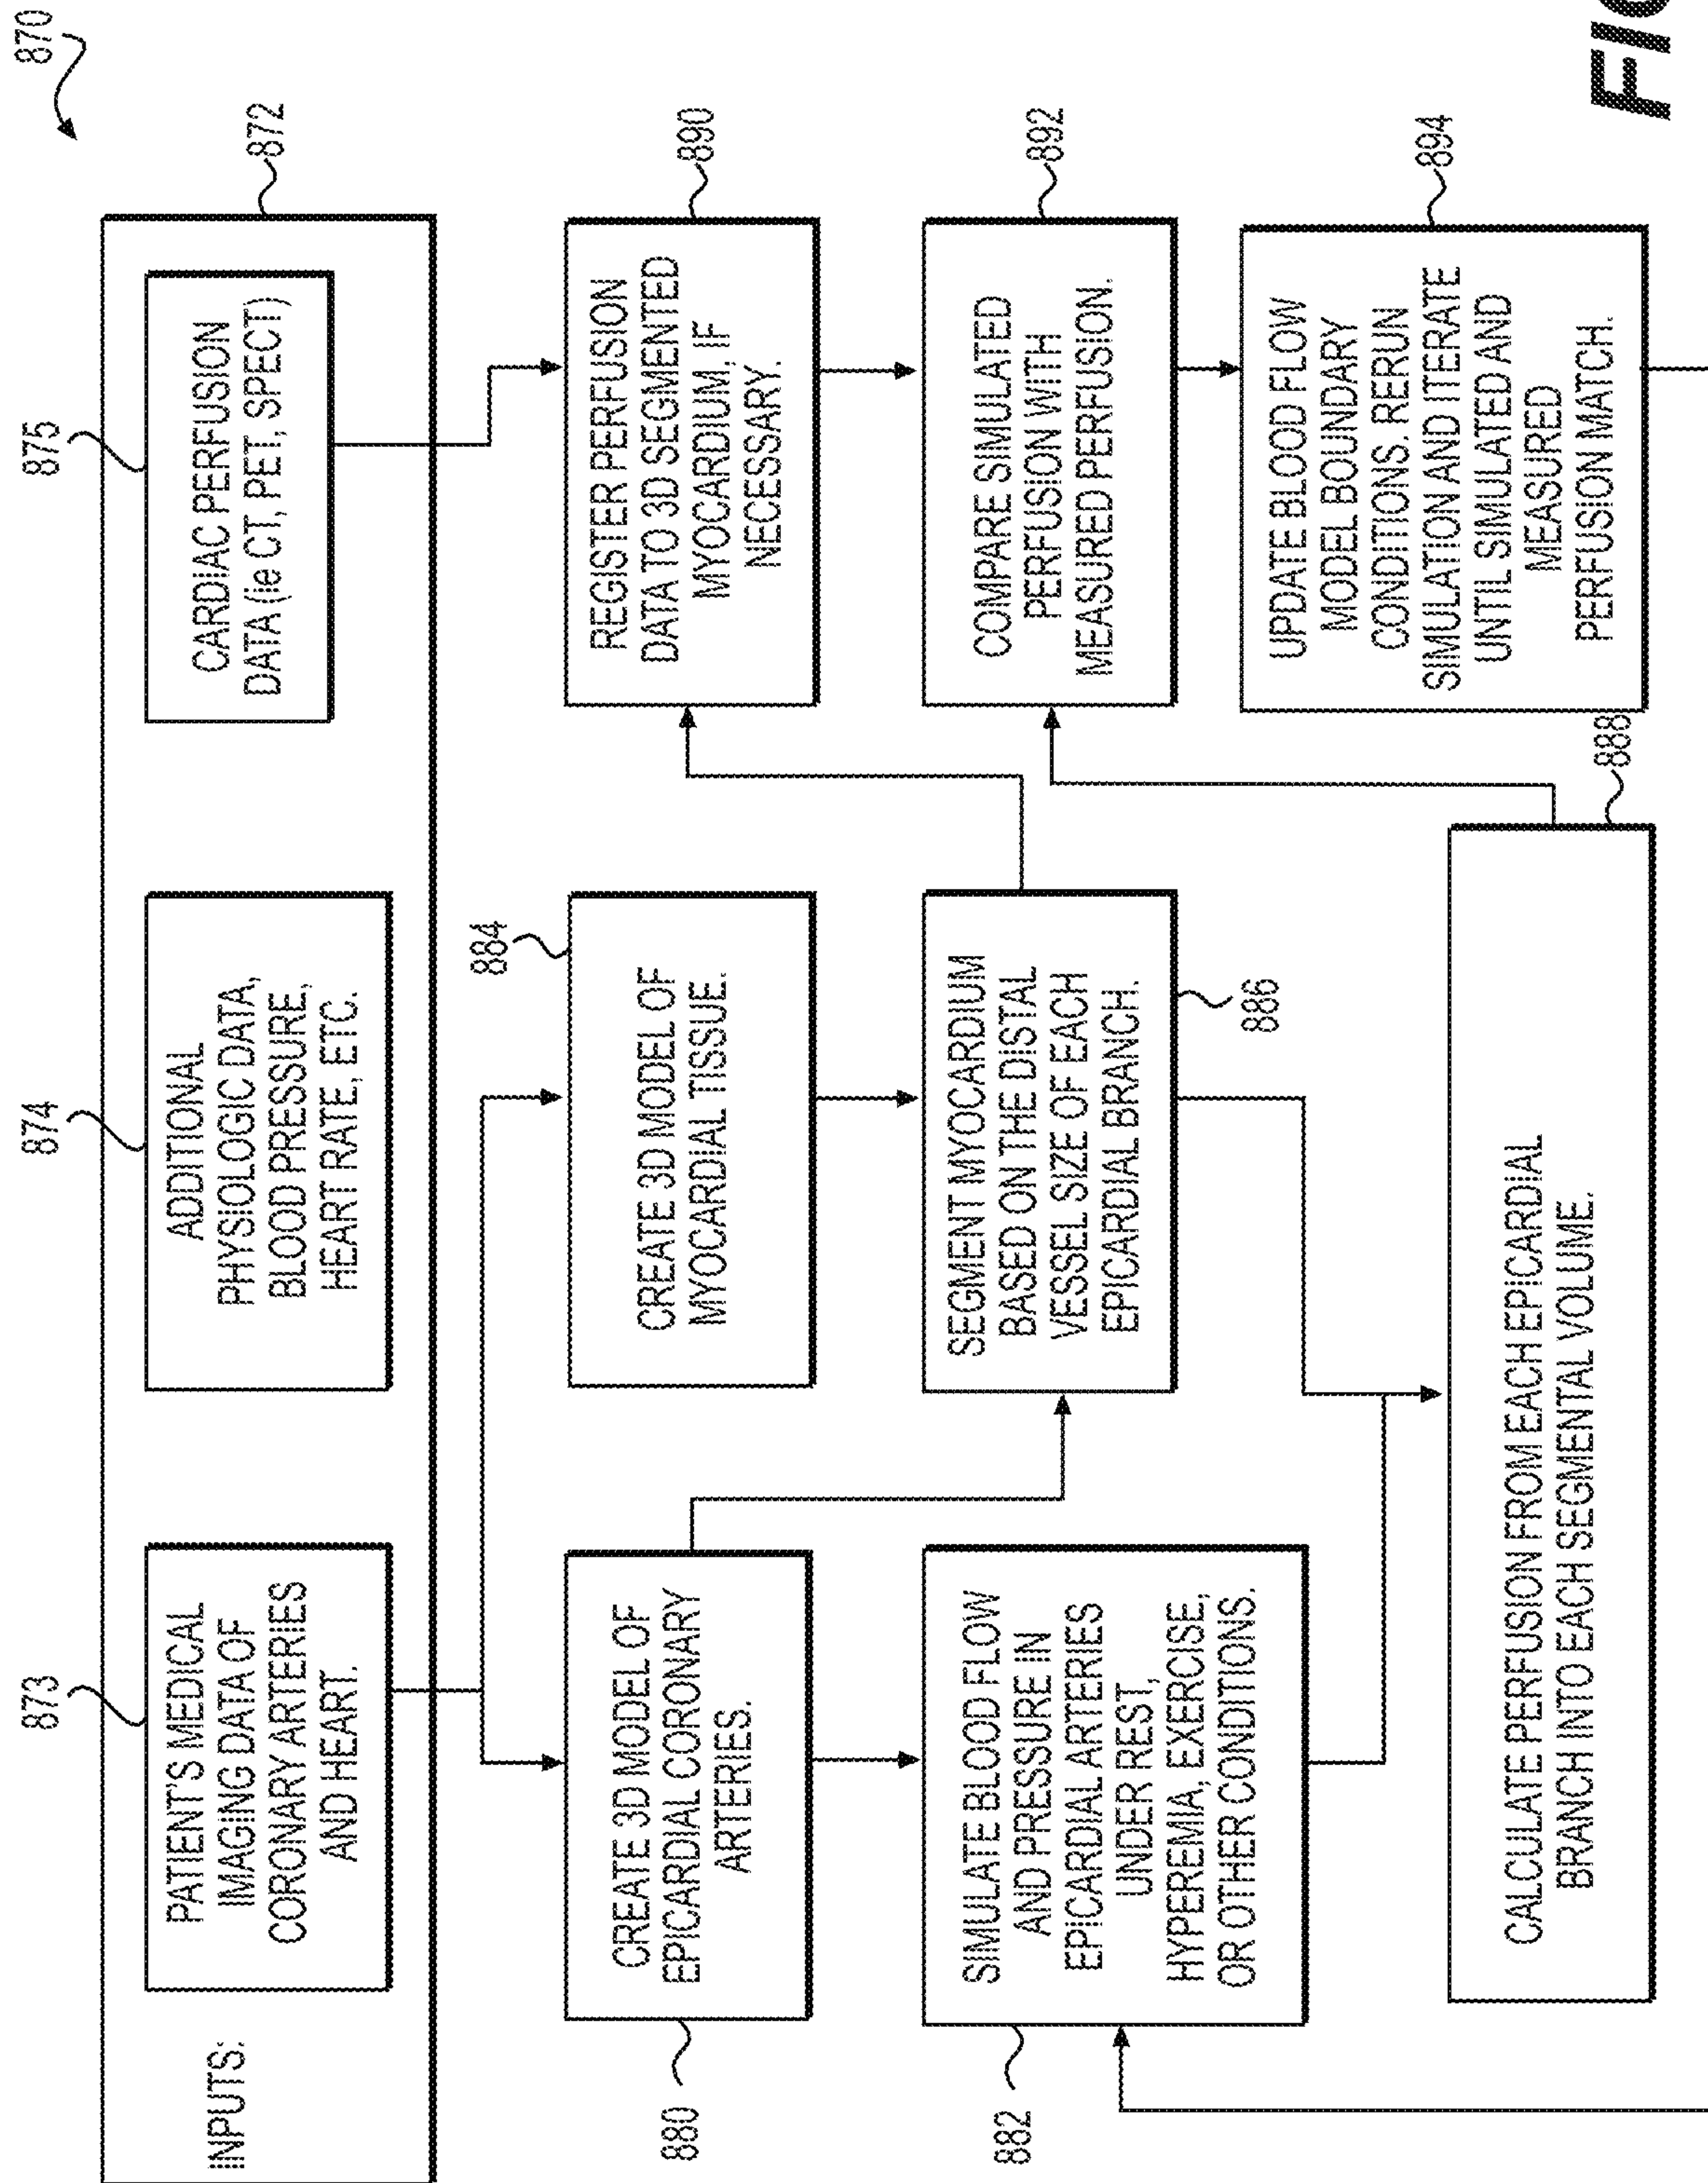 870
872
INPUTS:
873
PATIENT'S MEDICAL
IMAGING DATA OF
CORONARY ARTERIES
AND HEART.
874
ADDITIONAL
PHYSIOLOGIC DATA,
BLOOD PRESSURE,
HEART RATE, ETC.
875
CARDIAC PERFUSION
DATA (ie CT, PET, SPECT)
880
CREATE 3D MODEL OF
EPICARDIAL CORONARY
ARTERIES.
884
CREATE 3D MODEL OF
MYOCARDIAL TISSUE.
890
REGISTER PERFUSION
DATA TO 3D SEGMENTED
MYOCARDIUM, IF
NECESSARY.
882
SIMULATE BLOOD FLOW
AND PRESSURE IN
EPICARDIAL ARTERIES
UNDER REST,
HYPEREMIA, EXERCISE,
OR OTHER CONDITIONS.
886
SEGMENT MYOCARDIUM
BASED ON THE DISTAL
VESSEL SIZE OF EACH
EPICARDIAL BRANCH.
892
COMPARE SIMULATED
PERFUSION WITH
MEASURED PERFUSION.
894
UPDATE BLOOD FLOW
MODEL BOUNDARY
CONDITIONS. RERUN
SIMULATION AND ITERATE
UNTIL SIMULATED AND
MEASURED
PERFUSION MATCH.
888
CALCULATE PERFUSION FROM EACH EPICARDIAL
BRANCH INTO EACH SEGMENTAL VOLUME.